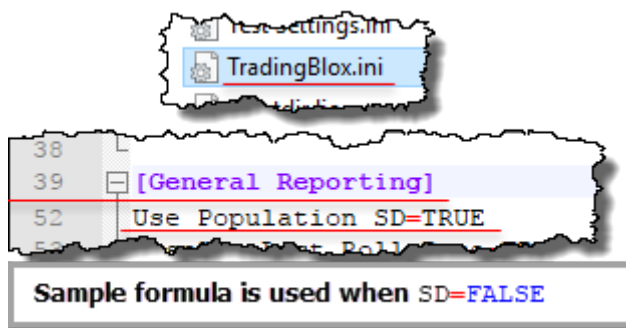 TradingBlox.ini
38
39 [General Reporting]
52 Use Population SD=TRUE
Sample formula is used when SD=FALSE